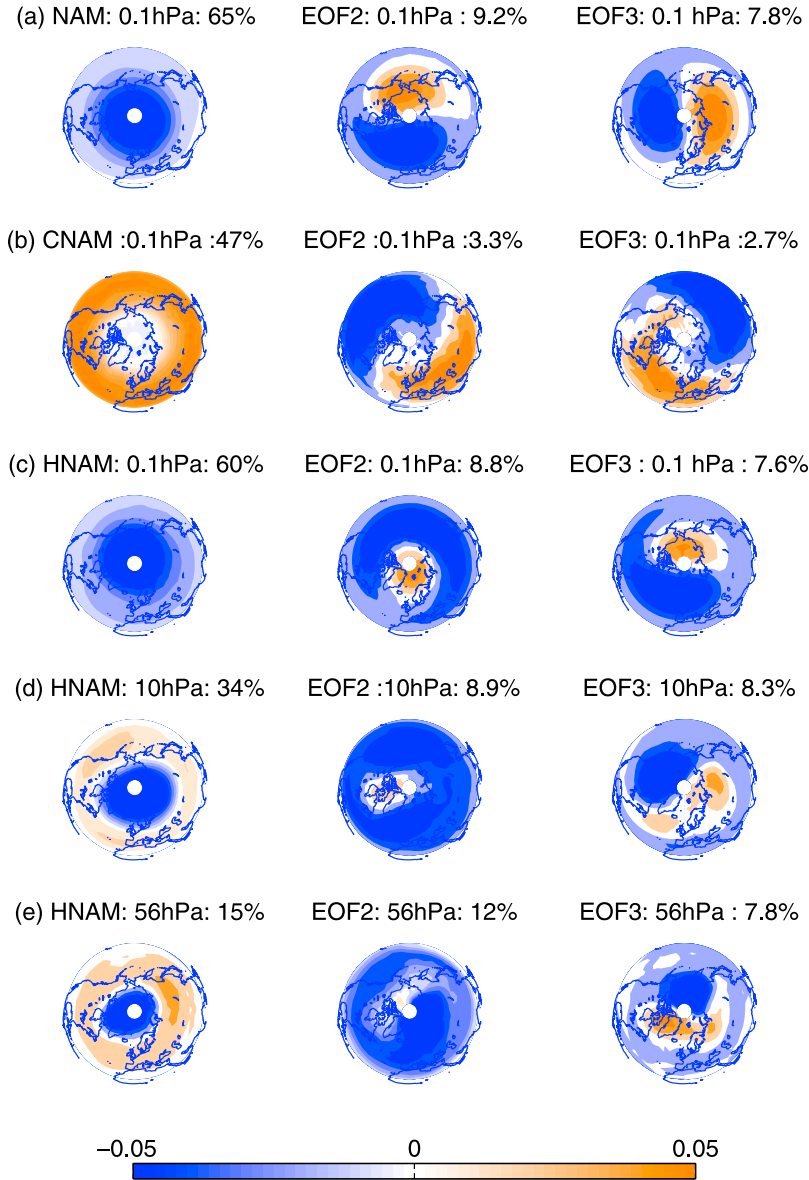 (a) NAM: 0.1hPa: 65% EOF2: 0.1hPa : 9.2% EOF3: 0.1 hPa : 7.8%
(b) CNAM :0.1hPa :47% EOF2 :0.1hPa :3.3% EOF3: 0.1hPa :2.7%
(c) HNAM: 0.1hPa: 60% EOF2: 0.1hPa: 8.8% EOF3 : 0.1 hPa : 7.6%
(d) HNAM: 10hPa: 34% EOF2 :10hPa: 8.9% EOF3: 10hPa: 8.3%
(e) HNAM: 56hPa: 15% EOF2: 56hPa: 12% EOF3: 56hPa : 7.8%
−0.05 0 0.05